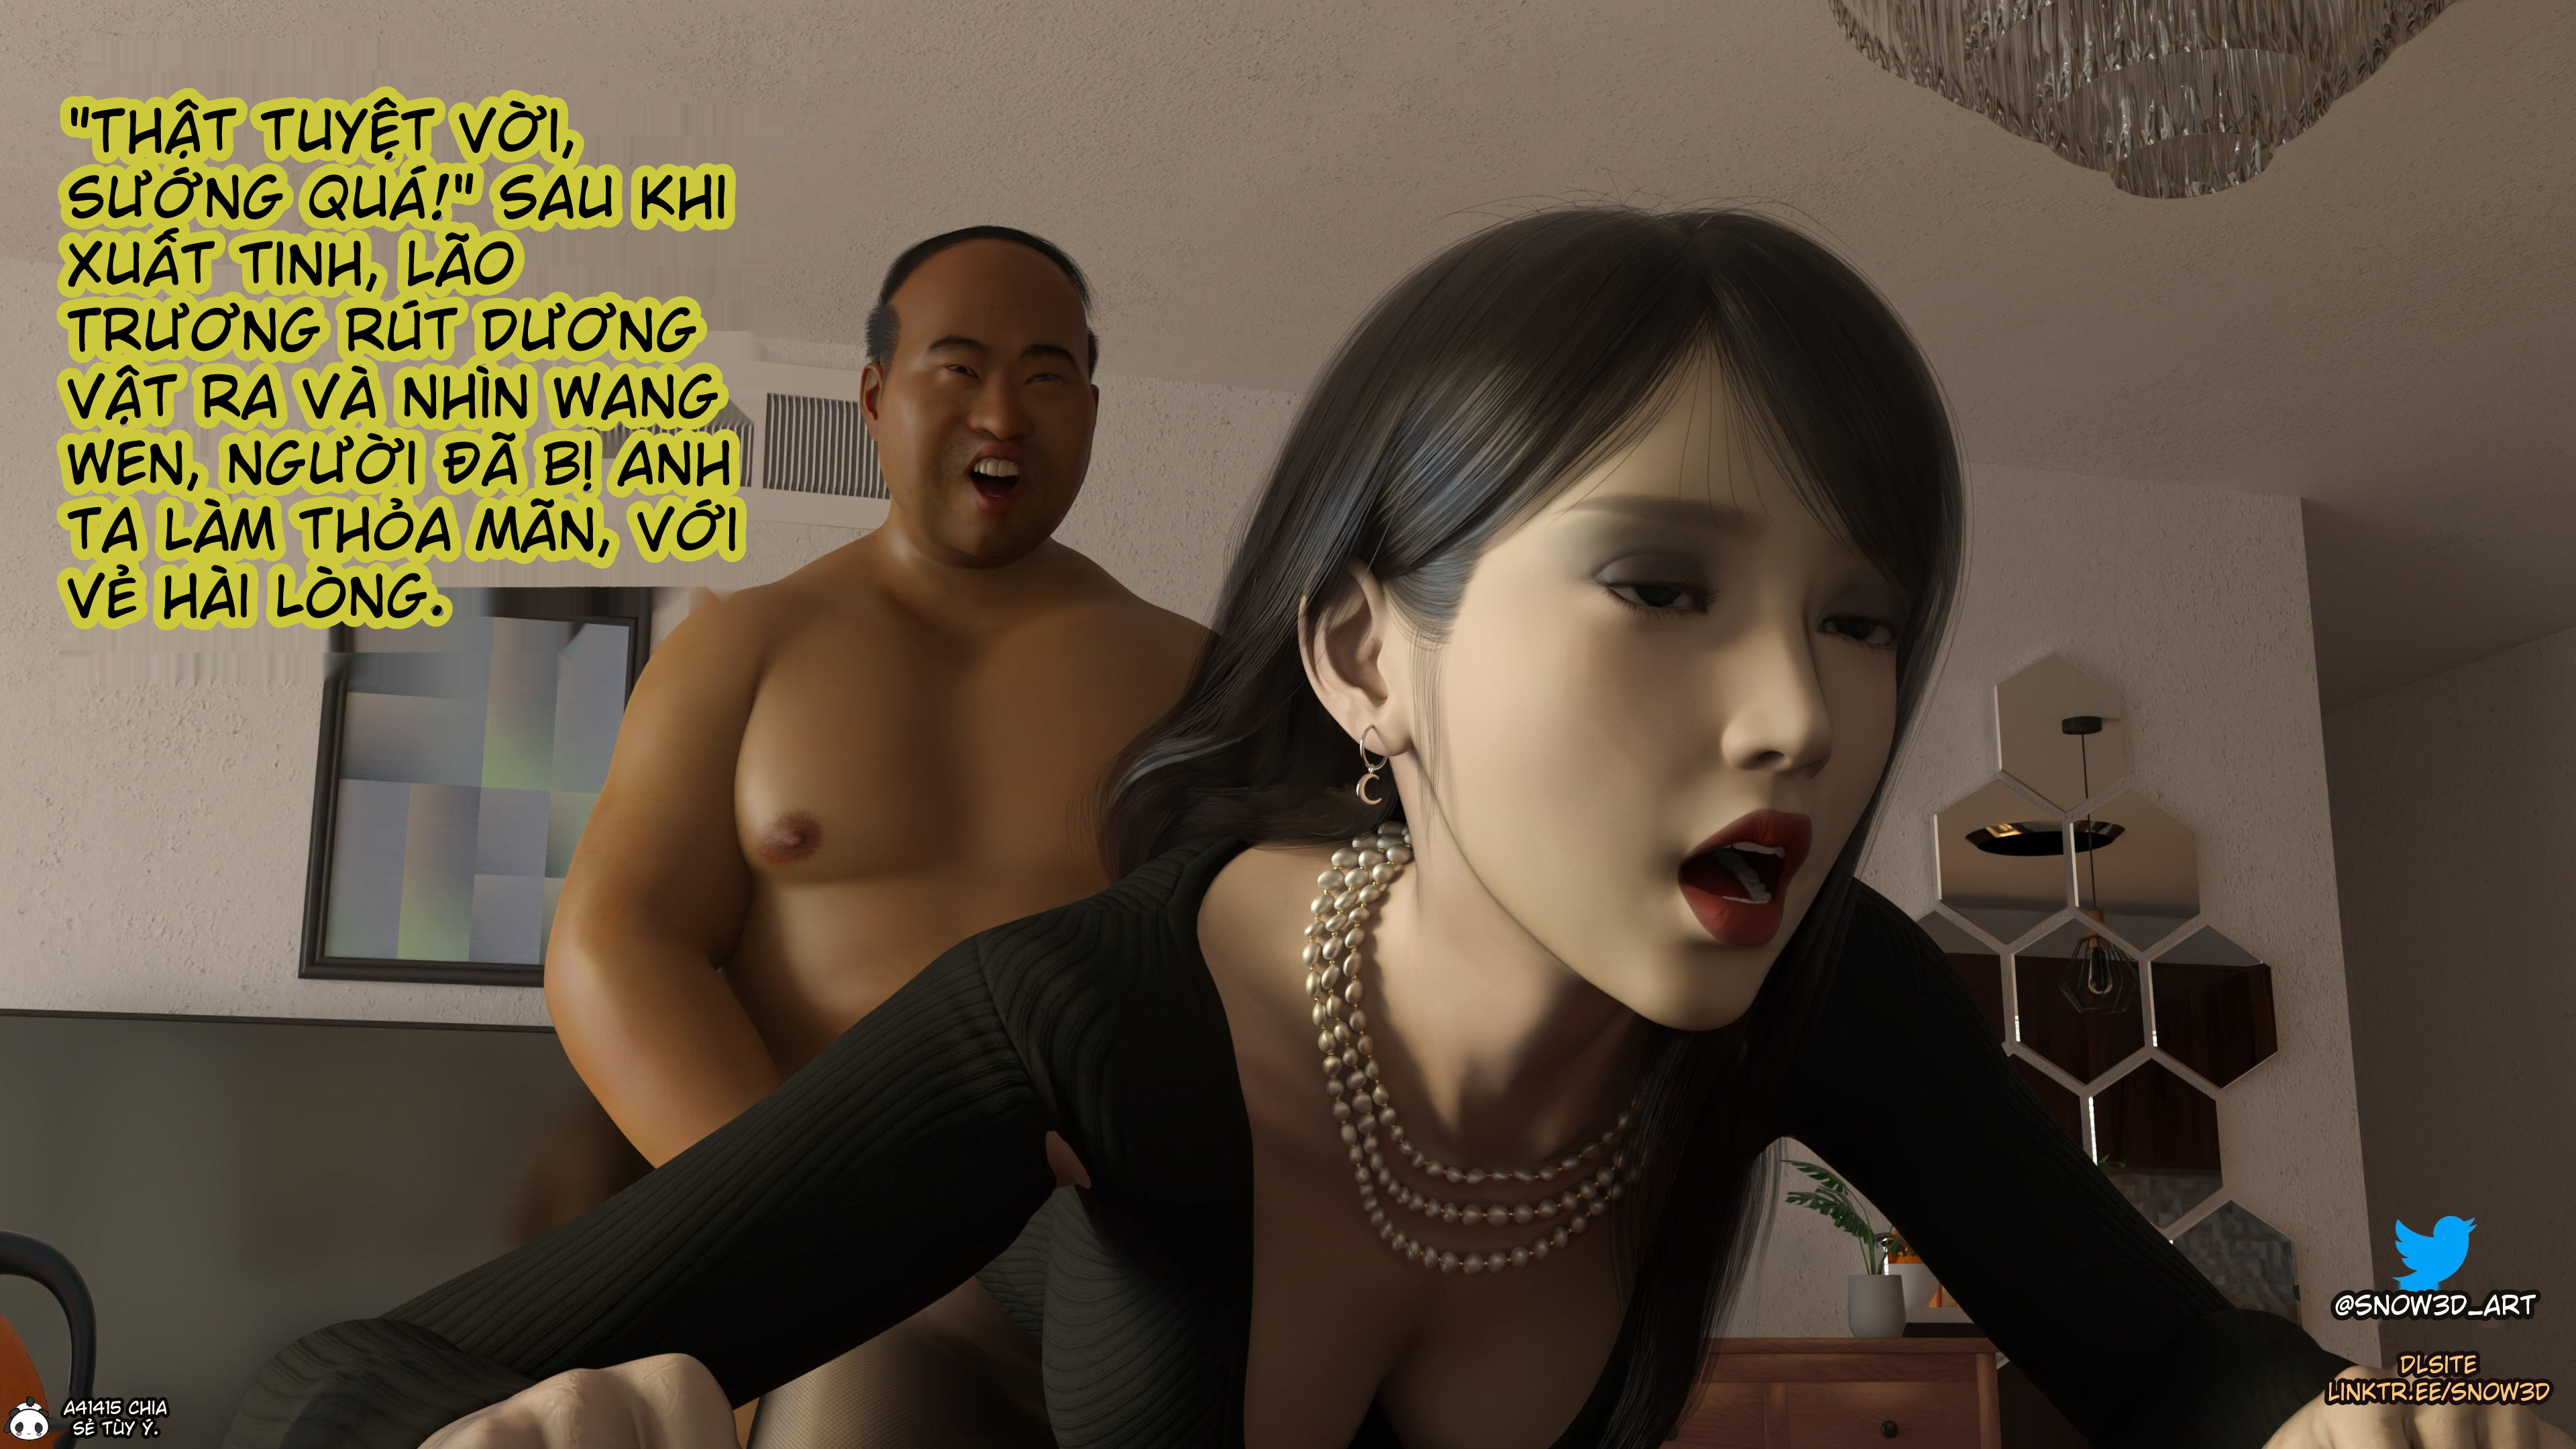 "THẬT TUYỆT VỜI,
SƯỚNG QUÁ!" SAU KHI
XUẤT TINH, LÃO
TRƯƠNG RÚT DƯƠNG
VẬT RA VÀ NHÌN WANG
WEN, NGƯỜI ĐÃ BỊ ANH
TA LÀM THỎA MÃN, VỚI
VẺ HÀI LÒNG.
@SNOW3D_ART
DLSITE
LINKTR.EE/SNOW3D
A41415 CHIA
SẺ TÙY Ý.